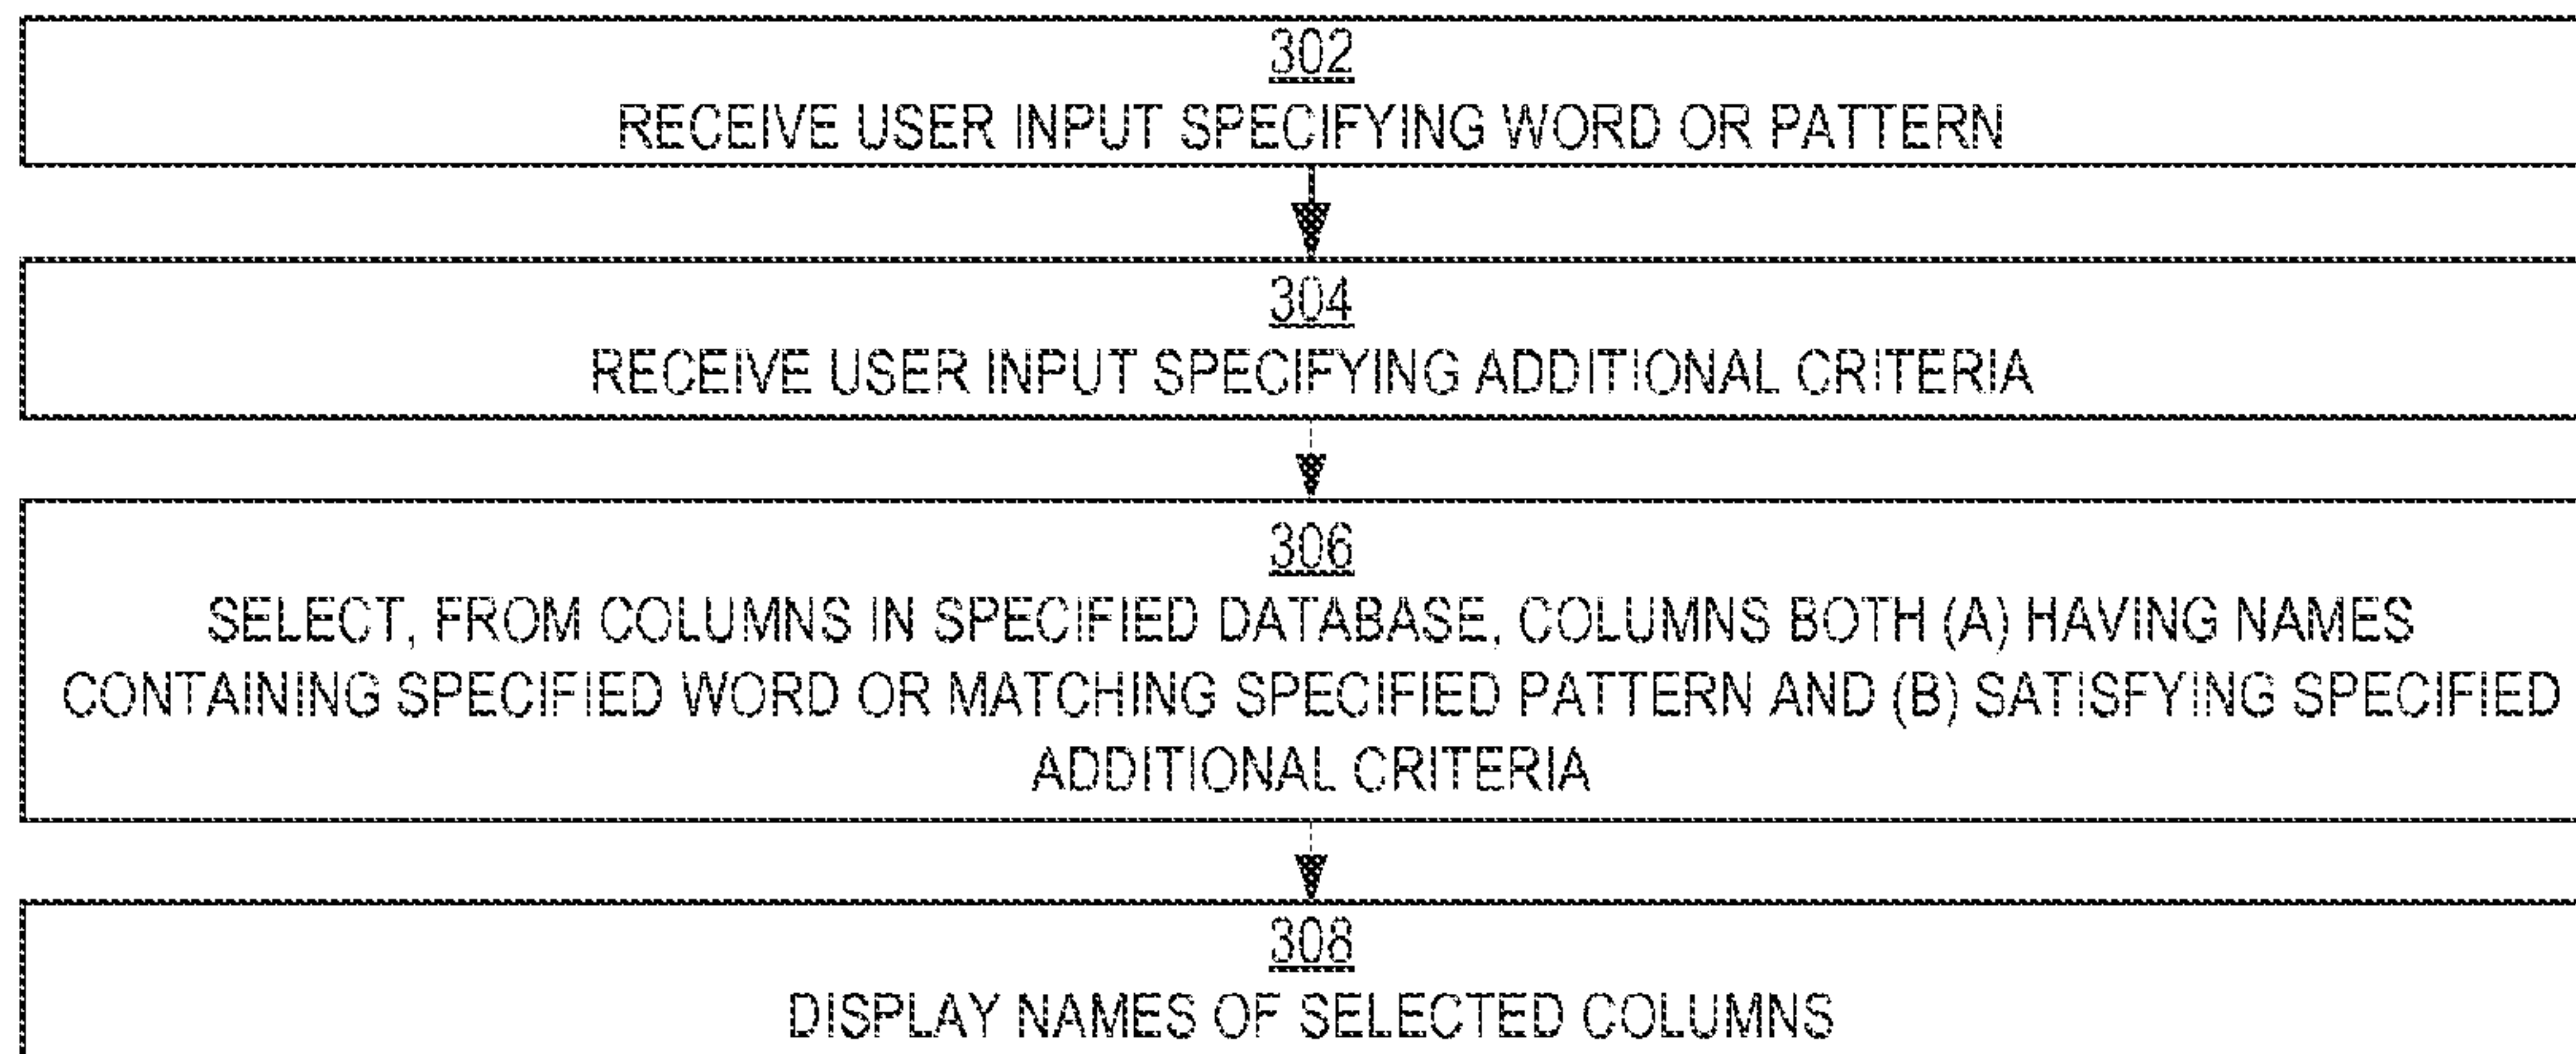 302
RECEIVE USER INPUT SPECIFYING WORD OR PATTERN
304
RECEIVE USER INPUT SPECIFYING ADDITIONAL CRITERIA
306
SELECT, FROM COLUMNS IN SPECIFIED DATABASE, COLUMNS BOTH (A) HAVING NAMES
CONTAINING SPECIFIED WORD OR MATCHING SPECIFIED PATTERN AND (B) SATISFYING SPECIFIED
ADDITIONAL CRITERIA
308
DISPLAY NAMES OF SELECTED COLUMNS